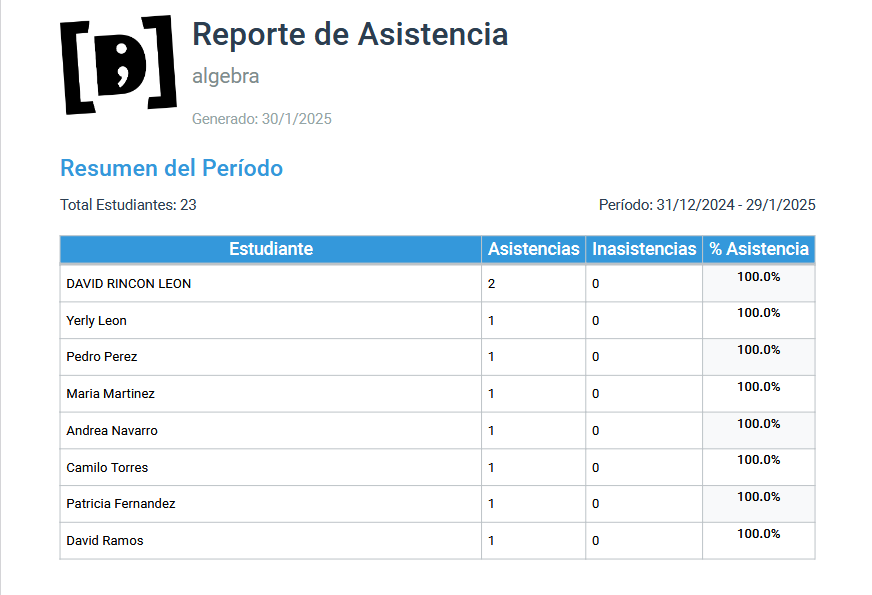 [D]
Reporte de Asistencia
algebra
Generado: 30/1/2025
Resumen del Período
Total Estudiantes: 23 Período: 31/12/2024 - 29/1/2025
Estudiante Asistencias Inasistencias % Asistencia
DAVID RINCON LEON 2 0 100.0%
Yerly Leon 1 0 100.0%
Pedro Perez 1 0 100.0%
Maria Martinez 1 0 100.0%
Andrea Navarro 1 0 100.0%
Camilo Torres 1 0 100.0%
Patricia Fernandez 1 0 100.0%
David Ramos 1 0 100.0%